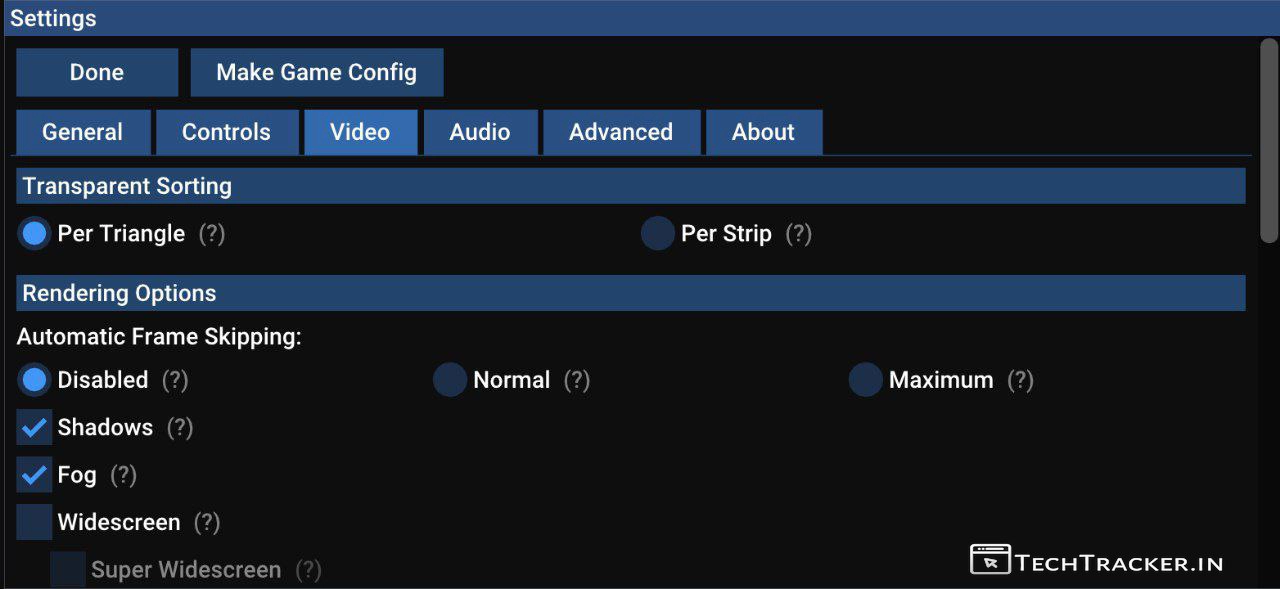 Settings
Done Make Game Config
General Controls Video Audio Advanced About
Transparent Sorting
Per Triangle (?) Per Strip (?)
Rendering Options
Automatic Frame Skipping:
Disabled (?) Normal (?) Maximum (?)
Shadows (?)
Fog (?)
Widescreen (?)
Super Widescreen (?)
TECHTRACKER.IN